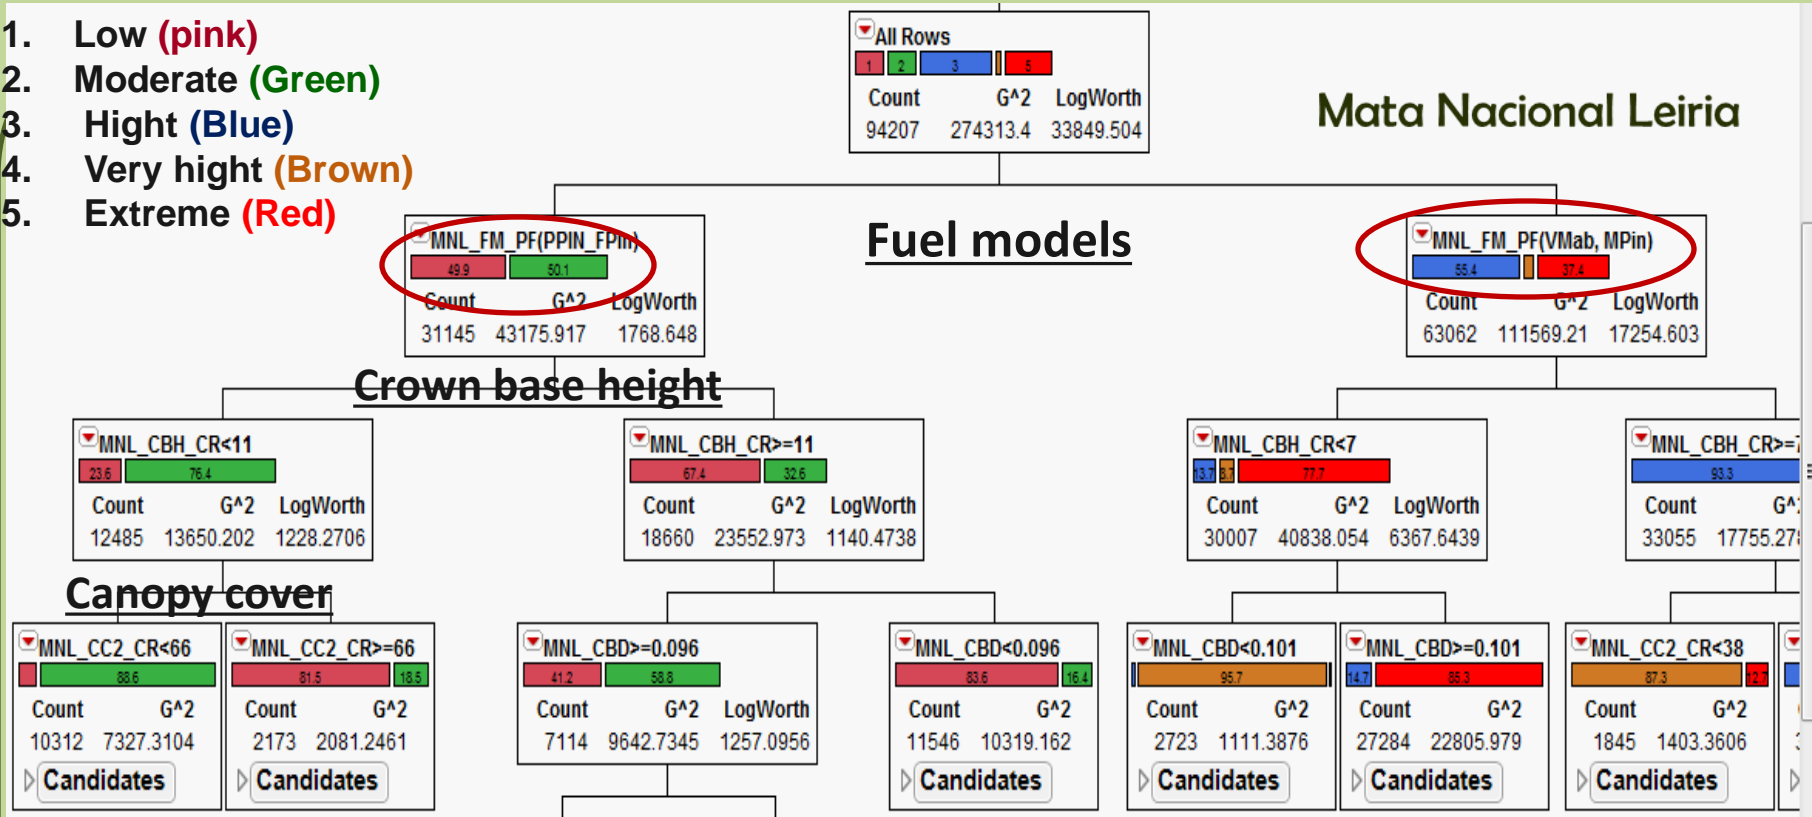 1. Low (pink)
2. Moderate (Green)
3. Hight (Blue)
4. Very hight (Brown)
5. Extreme (Red)
All Rows
1 2 3 5
Count G^2 LogWorth
94207 274313.4 33849.504
Mata Nacional Leiria
Fuel models
MNL_FM_PF(PPIN_FPin)
49.9 50.1
Count G^2 LogWorth
31145 43175.917 1768.648
MNL_FM_PF(VMab, MPin)
55.4 37.4
Count G^2 LogWorth
63062 111569.21 17254.603
Crown base height
MNL_CBH_CR<11
23.6 76.4
Count G^2 LogWorth
12485 13650.202 1228.2706
MNL_CBH_CR>=11
67.4 32.6
Count G^2 LogWorth
18660 23552.973 1140.4738
MNL_CBH_CR<7
13.7 8.7 77.7
Count G^2 LogWorth
30007 40838.054 6367.6439
MNL_CBH_CR>=7
93.3
Count G^2
33055 17755.27
Canopy cover
MNL_CC2_CR<66
88.6
Count G^2
10312 7327.3104
Candidates
MNL_CC2_CR>=66
81.5 18.5
Count G^2
2173 2081.2461
Candidates
MNL_CBD>=0.096
41.2 58.8
Count G^2 LogWorth
7114 9642.7345 1257.0956
MNL_CBD<0.096
83.6 16.4
Count G^2
11546 10319.162
Candidates
MNL_CBD<0.101
95.7
Count G^2
2723 1111.3876
Candidates
MNL_CBD>=0.101
14.7 85.3
Count G^2
27284 22805.979
Candidates
MNL_CC2_CR<38
87.3 12.7
Count G^2
1845 1403.3606
Candidates